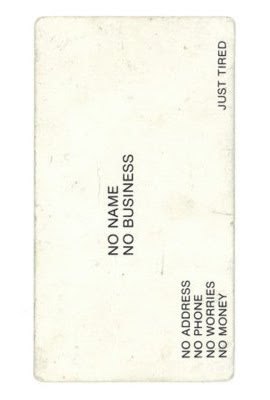 NO NAME
NO BUSINESS
NO ADDRESS
NO PHONE
NO WORRIES
NO MONEY
JUST TIRED